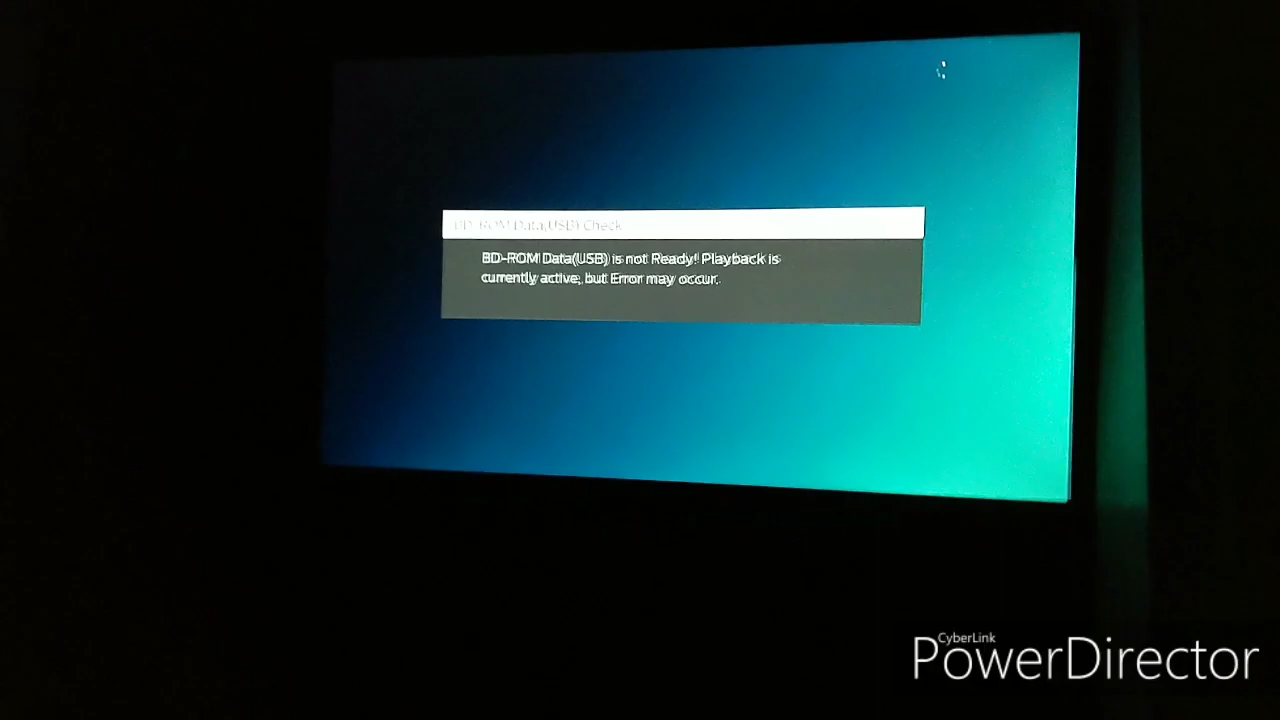 BD-ROM Data(USB) Check
BD-ROM Data(USB) is not Ready! Playback is
currently active, but Error may occur.
CyberLink
PowerDirector